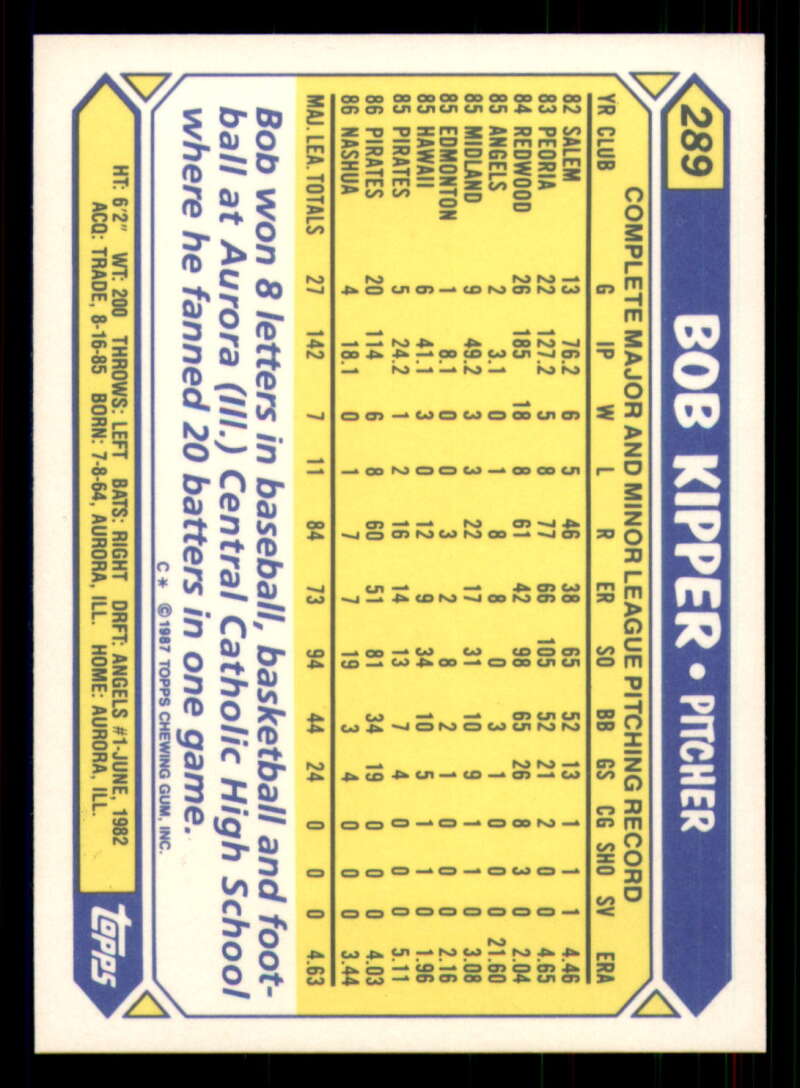 289 BOB KIPPER • PITCHER
COMPLETE MAJOR AND MINOR LEAGUE PITCHING RECORD
YR CLUB G IP W L R ER SO BB GS CG SHO SV ERA
82 SALEM 13 76.2 6 5 46 38 65 52 13 1 1 1 4.46
83 PEORIA 22 127.2 5 8 77 66 105 52 21 2 0 0 4.65
84 REDWOOD 26 185 18 8 61 42 98 65 26 8 3 0 2.04
85 ANGELS 2 3.1 0 1 8 8 0 3 1 0 0 0 21.60
85 MIDLAND 9 49.2 3 3 22 17 31 10 9 1 1 0 3.08
85 EDMONTON 1 8.1 0 0 3 2 8 2 1 0 0 0 2.16
85 HAWAII 6 41.1 3 0 12 9 34 10 5 1 1 0 1.96
85 PIRATES 5 24.2 1 2 16 14 13 7 4 0 0 0 5.11
86 PIRATES 20 114 6 8 60 51 81 34 19 0 0 0 4.03
86 NASHUA 4 18.1 0 1 7 7 19 3 4 0 0 0 3.44
MAJ. LEA. TOTALS 27 142 7 11 84 73 94 44 24 0 0 0 4.63
Bob won 8 letters in baseball, basketball and foot-
ball at Aurora (Ill.) Central Catholic High School
where he fanned 20 batters in one game.
C* ©1987 TOPPS CHEWING GUM, INC.
HT: 6'2" WT: 200 THROWS: LEFT BATS: RIGHT DRFT: ANGELS #1-JUNE, 1982
ACQ: TRADE, 8-16-85 BORN: 7-8-64, AURORA, ILL. HOME: AURORA, ILL.
topps